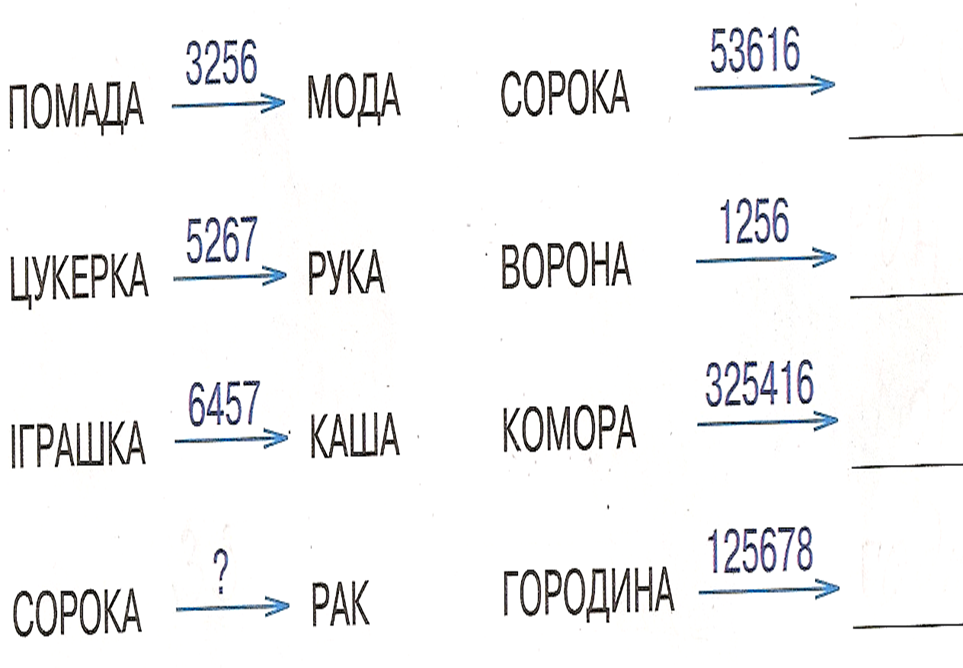 ПОМАДА 3256 МОДА
ЦУКЕРКА 5267 РУКА
ІГРАШКА 6457 КАША
СОРОКА ? РАК
СОРОКА 53616
ВОРОНА 1256
КОМОРА 325416
ГОРОДИНА 125678